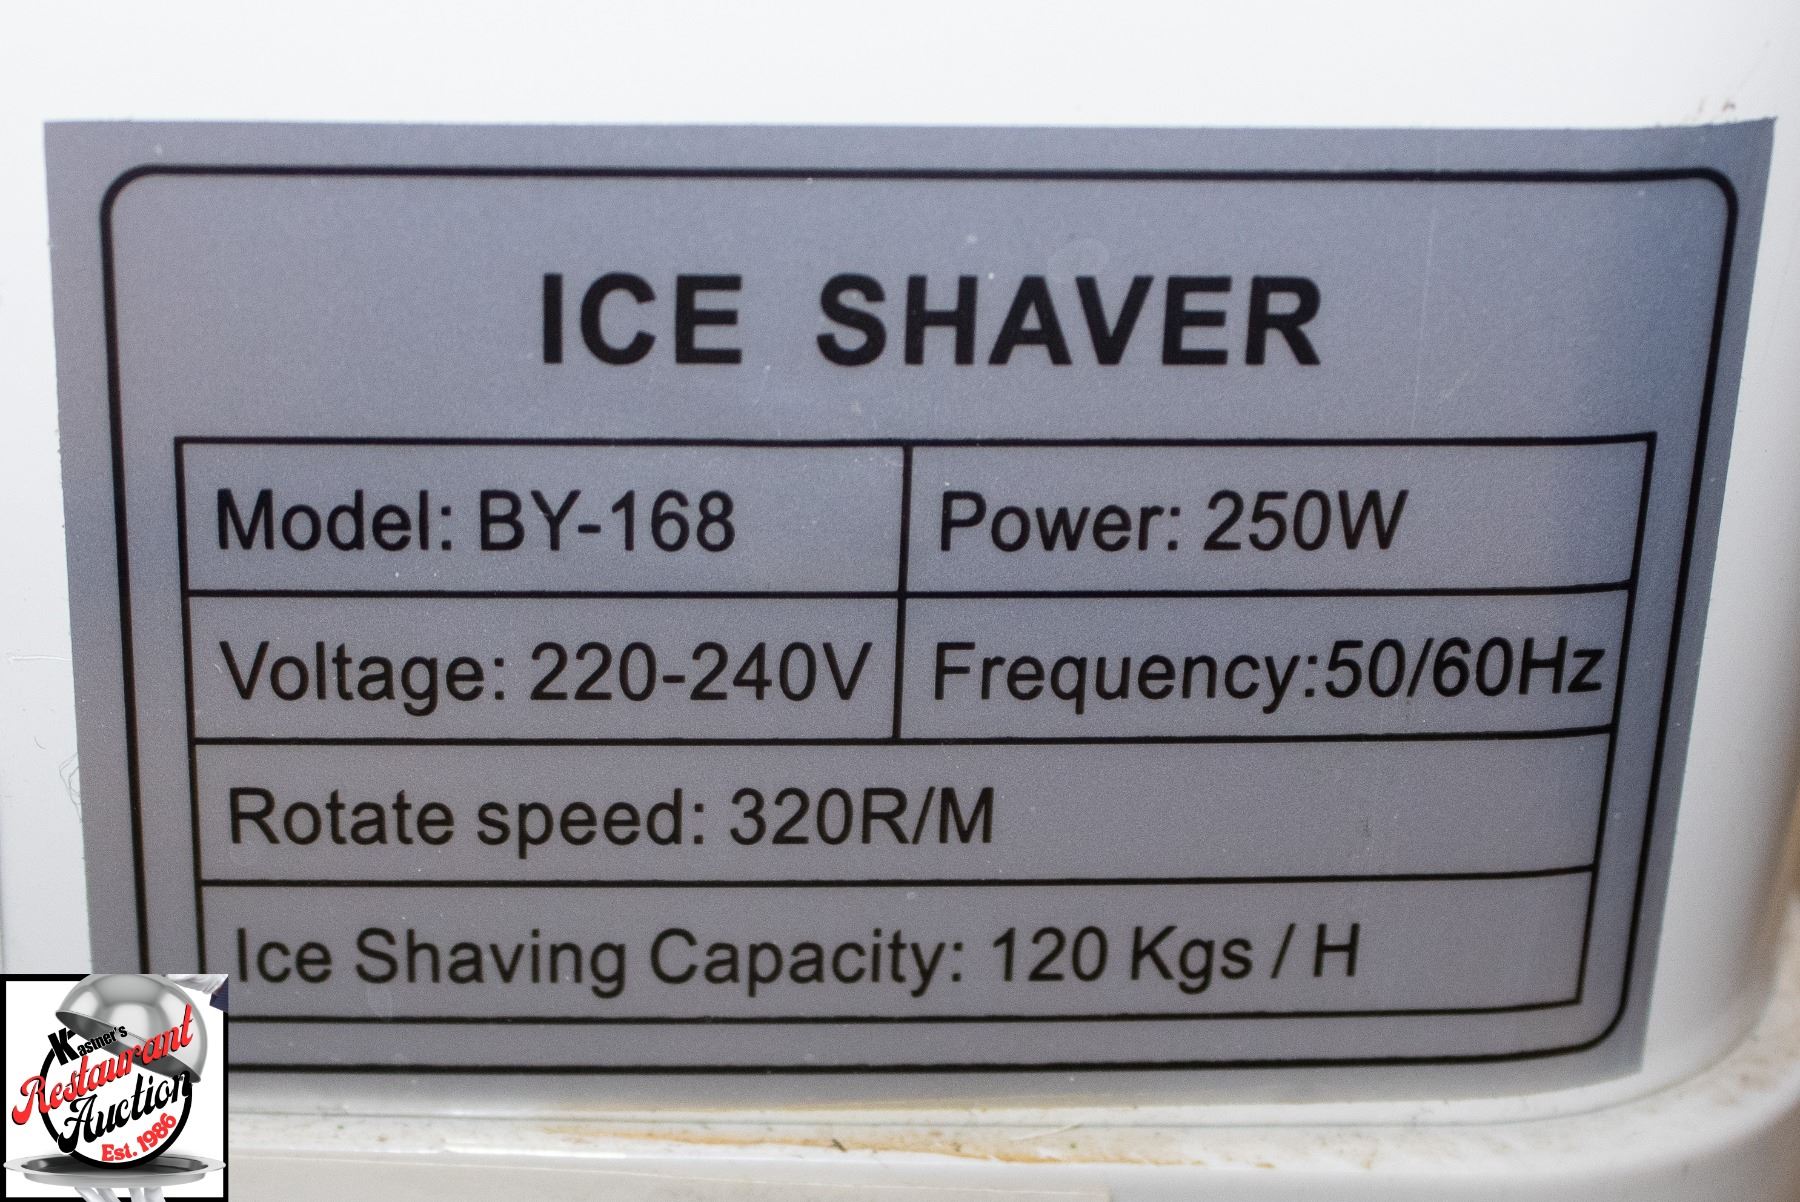 ICE SHAVER
Model: BY-168 Power: 250W
Voltage: 220-240V Frequency:50/60Hz
Rotate speed: 320R/M
Ice Shaving Capacity: 120 Kgs / H
Kastner's
Restaurant
Auction
Est. 1986